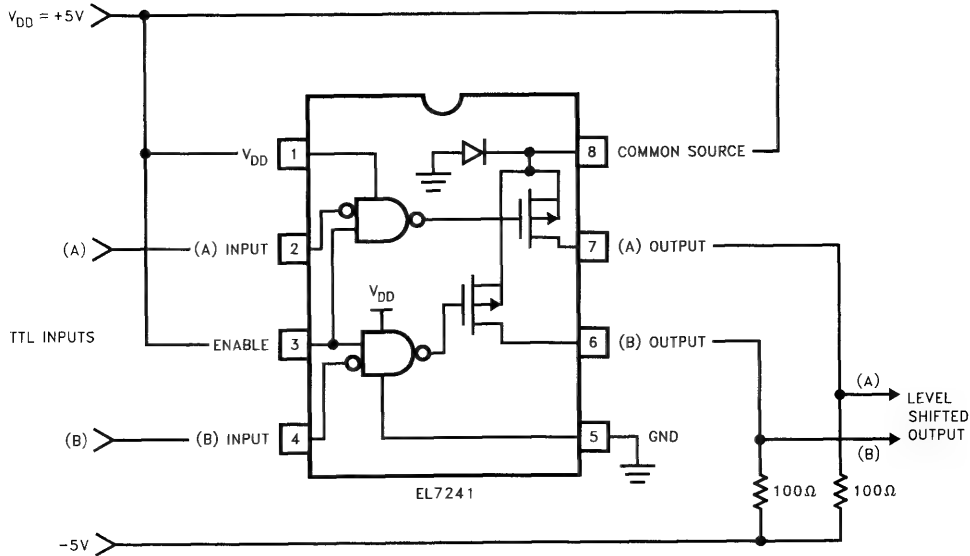 V_DD = +5V
V_DD 1
8 COMMON SOURCE
(A) (A) INPUT 2
7 (A) OUTPUT
V_DD
TTL INPUTS
ENABLE 3
6 (B) OUTPUT
(A)
LEVEL
SHIFTED
OUTPUT
(B)
(B) (B) INPUT 4
5 GND
EL7241
100Ω 100Ω
-5V